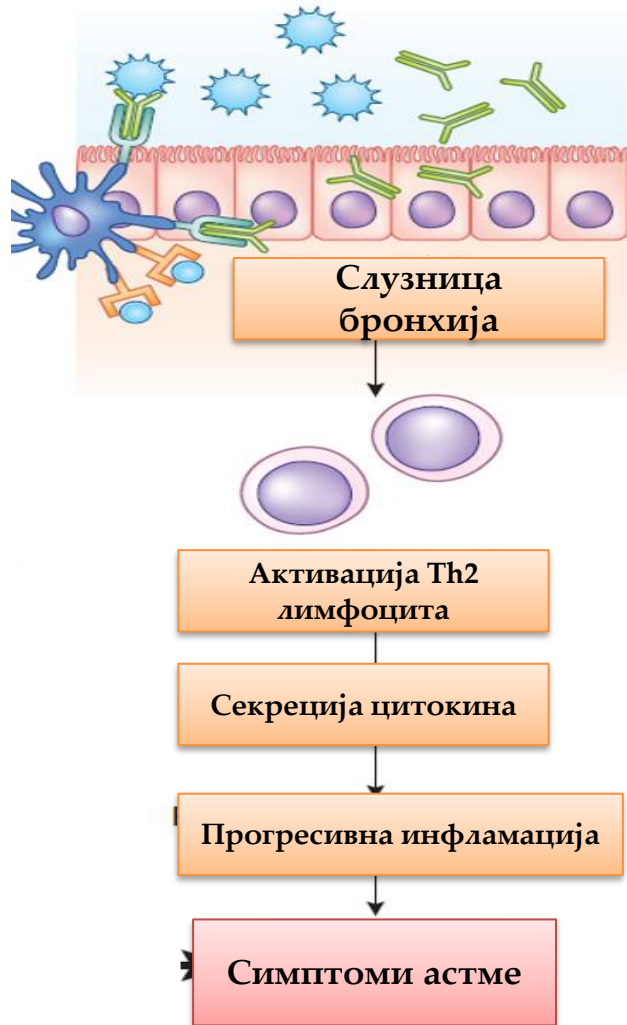 Слузница
бронхија
Активација Th2
лимфоцита
Секреција цитокина
Прогресивна инфламација
Симптоми астме